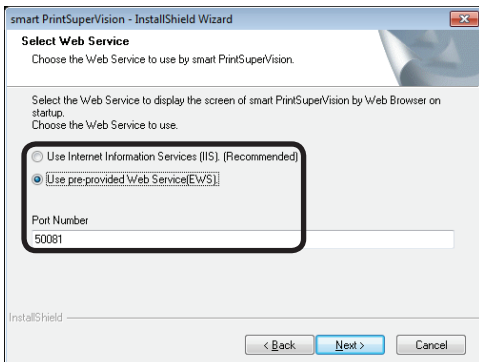 smart PrintSuperVision - InstallShield Wizard
Select Web Service
Choose the Web Service to use by smart PrintSuperVision.
Select the Web Service to display the screen of smart PrintSuperVision by Web Browser on
startup.
Choose the Web Service to use.
Use Internet Information Services (IIS). (Recommended)
Use pre-provided Web Service(EWS).
Port Number
50081
InstallShield
< Back
Next >
Cancel